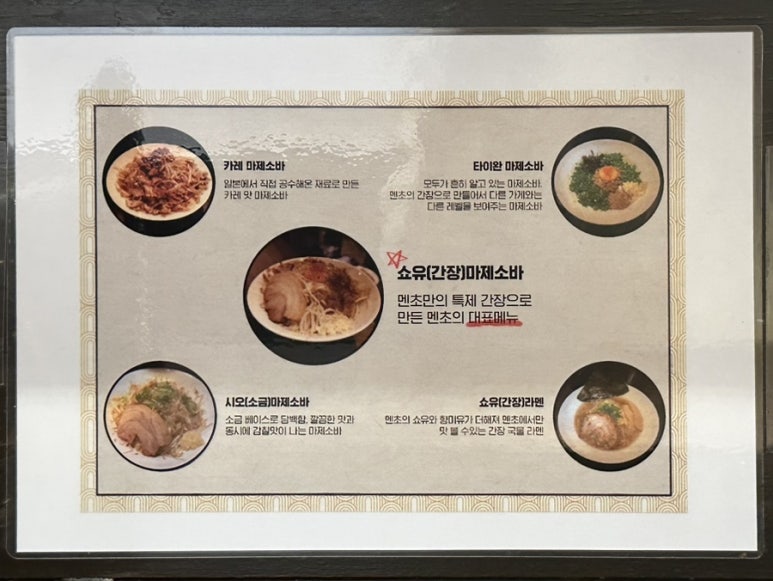 카레 마제소바
일본에서 직접 공수해온 재료로 만든
카레 맛 마제소바
타이완 마제소바
모두가 흔히 알고 있는 마제소바.
멘초의 간장으로 만들어서 다른 가게와는
다른 레벨을 보여주는 마제소바
쇼유(간장)마제소바
멘초만의 특제 간장으로
만든 멘초의 대표메뉴
시오(소금)마제소바
소금 베이스로 담백함, 깔끔한 맛과
동시에 감칠맛이 나는 마제소바
쇼유(간장)라멘
멘초의 쇼유와 향미유가 더해져 멘초에서만
맛 볼 수있는 간장 국물 라멘